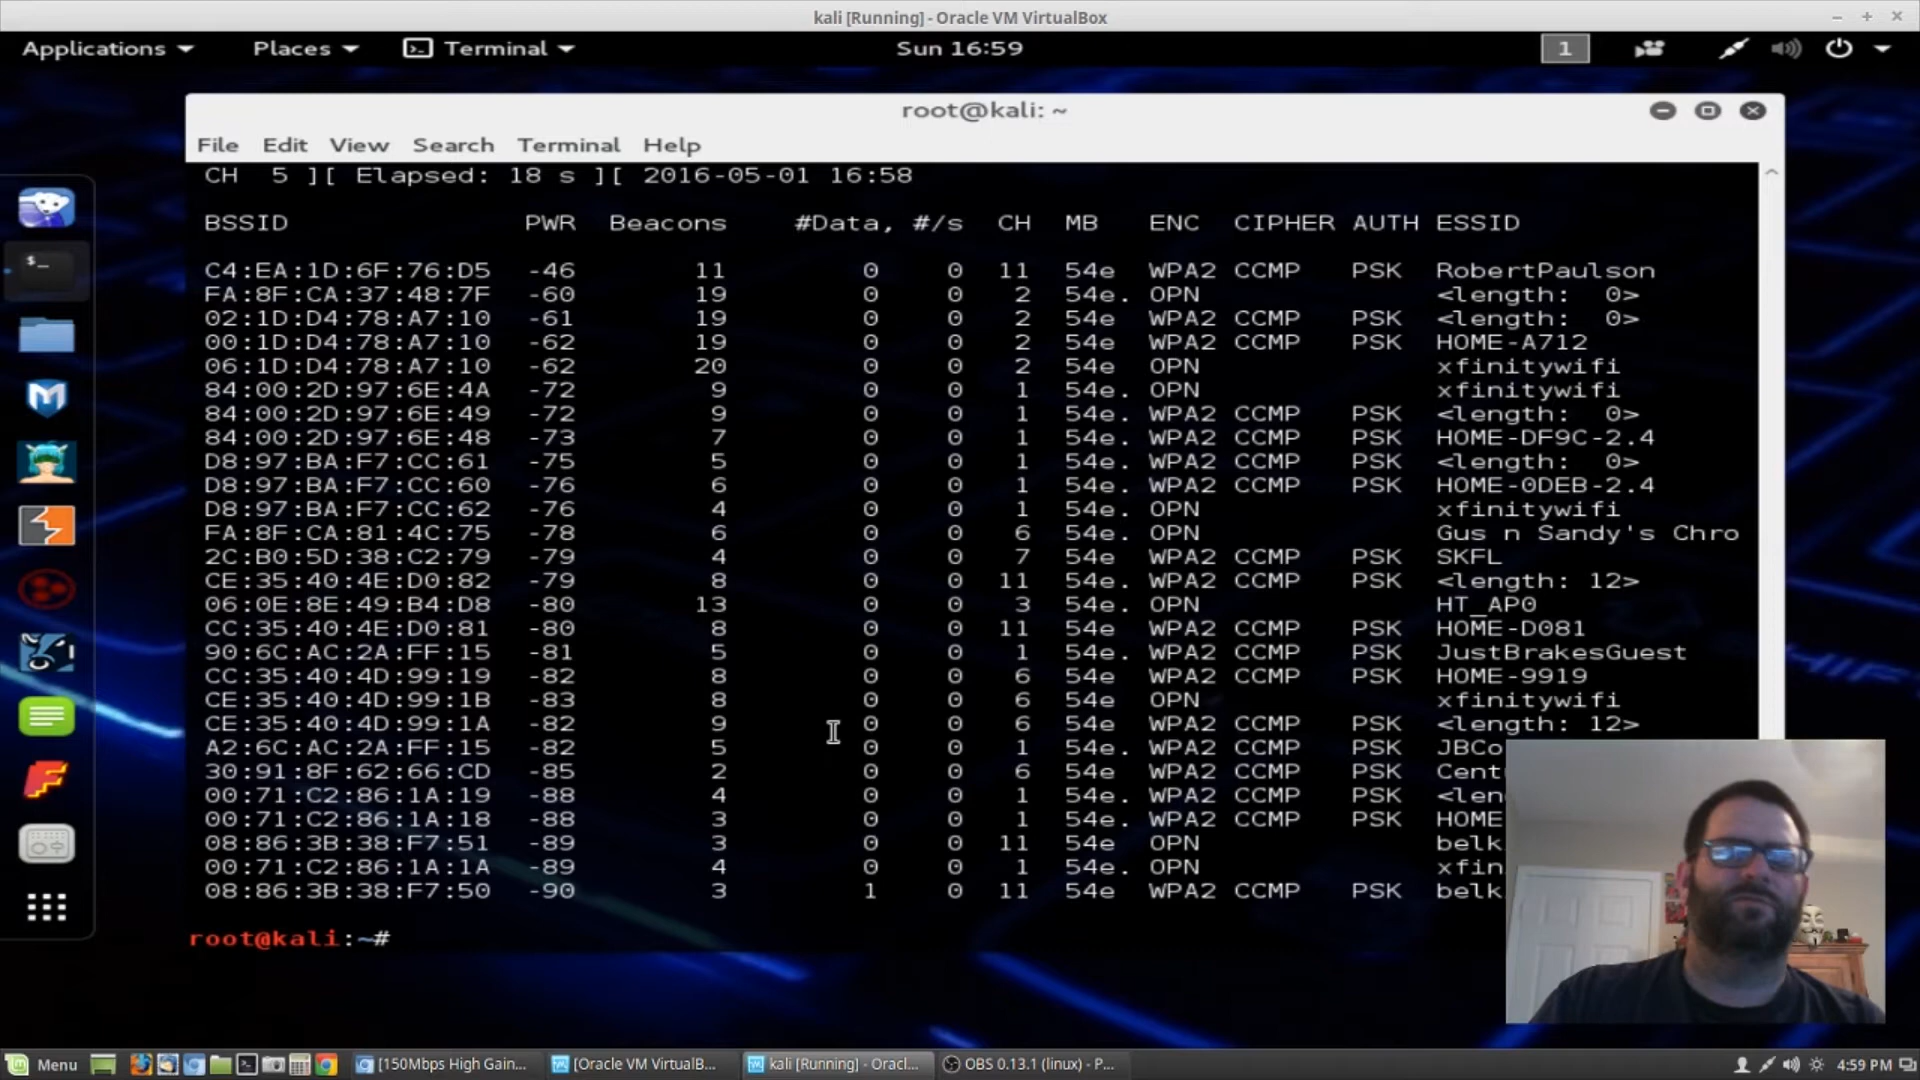 kali [Running] - Oracle VM VirtualBox
Applications Places Terminal Sun 16:59 1
root@kali: ~
File Edit View Search Terminal Help
CH 5 ][ Elapsed: 18 s ][ 2016-05-01 16:58
BSSID PWR Beacons #Data, #/s CH MB ENC CIPHER AUTH ESSID
C4:EA:1D:6F:76:D5 -46 11 0 0 11 54e WPA2 CCMP PSK RobertPaulson
FA:8F:CA:37:48:7F -60 19 0 0 2 54e. OPN <length: 0>
02:1D:D4:78:A7:10 -61 19 0 0 2 54e WPA2 CCMP PSK <length: 0>
00:1D:D4:78:A7:10 -62 19 0 0 2 54e WPA2 CCMP PSK HOME-A712
06:1D:D4:78:A7:10 -62 20 0 0 2 54e OPN xfinitywifi
84:00:2D:97:6E:4A -72 9 0 0 1 54e. OPN xfinitywifi
84:00:2D:97:6E:49 -72 9 0 0 1 54e. WPA2 CCMP PSK <length: 0>
84:00:2D:97:6E:48 -73 7 0 0 1 54e. WPA2 CCMP PSK HOME-DF9C-2.4
D8:97:BA:F7:CC:61 -75 5 0 0 1 54e. WPA2 CCMP PSK <length: 0>
D8:97:BA:F7:CC:60 -76 6 0 0 1 54e. WPA2 CCMP PSK HOME-0DEB-2.4
D8:97:BA:F7:CC:62 -76 4 0 0 1 54e. OPN xfinitywifi
FA:8F:CA:81:4C:75 -78 6 0 0 6 54e. OPN Gus n Sandy's Chro
2C:B0:5D:38:C2:79 -79 4 0 0 7 54e WPA2 CCMP PSK SKFL
CE:35:40:4E:D0:82 -79 8 0 0 11 54e WPA2 CCMP PSK <length: 12>
06:0E:8E:49:B4:D8 -80 13 0 0 3 54e. OPN HT_AP0
CC:35:40:4E:D0:81 -80 8 0 0 11 54e WPA2 CCMP PSK HOME-D081
90:6C:AC:2A:FF:15 -81 5 0 0 1 54e. WPA2 CCMP PSK JustBrakesGuest
CC:35:40:4D:99:19 -82 8 0 0 6 54e WPA2 CCMP PSK HOME-9919
CE:35:40:4D:99:1B -83 8 0 0 6 54e OPN xfinitywifi
CE:35:40:4D:99:1A -82 9 0 0 6 54e WPA2 CCMP PSK <length: 12>
A2:6C:AC:2A:FF:15 -82 5 0 0 1 54e. WPA2 CCMP PSK JBCo
30:91:8F:62:66:CD -85 2 0 0 6 54e WPA2 CCMP PSK Cent
00:71:C2:86:1A:19 -88 4 0 0 1 54e. WPA2 CCMP PSK <len
00:71:C2:86:1A:18 -88 3 0 0 1 54e. WPA2 CCMP PSK HOME
08:86:3B:38:F7:51 -89 3 0 0 11 54e OPN belk
00:71:C2:86:1A:1A -89 4 0 0 1 54e. OPN xfin
08:86:3B:38:F7:50 -90 3 1 0 11 54e WPA2 CCMP PSK belk
root@kali:~#
Menu [150Mbps High Gain... [Oracle VM VirtualB... kali [Running] - Oracl... OBS 0.13.1 (linux) - P... 4:59 PM